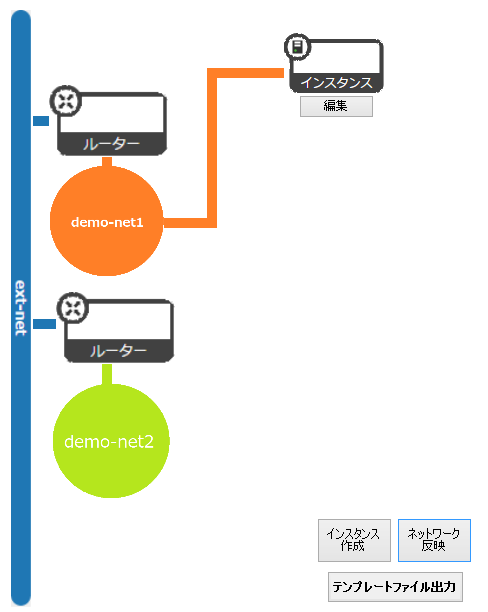 インスタンス
編集
ルーター
demo-net1
ext-net
ルーター
demo-net2
インスタンス
作成
ネットワーク
反映
テンプレートファイル出力